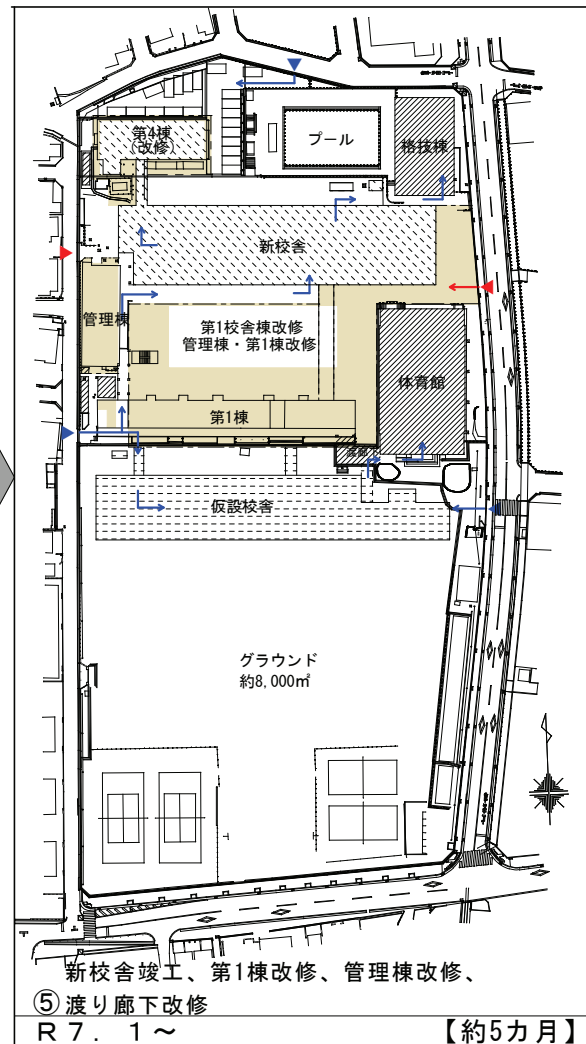 第4棟
(改修)
プール
格技棟
新校舎
管理棟
第1校舎棟改修
管理棟・第1棟改修
体育館
第1棟
渡廊
仮設校舎
グラウンド
約8,000㎡
新校舎竣工、第1棟改修、管理棟改修、
⑤渡り廊下改修
R7.1～
【約5カ月】